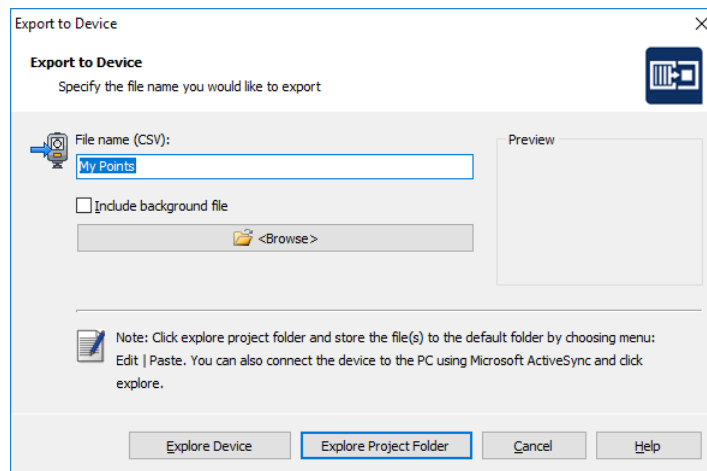 Export to Device
Export to Device
Specify the file name you would like to export
File name (CSV):
My Points
Preview
Include background file
<Browse>
Note: Click explore project folder and store the file(s) to the default folder by choosing menu:
Edit | Paste. You can also connect the device to the PC using Microsoft ActiveSync and click
explore.
Explore Device
Explore Project Folder
Cancel
Help